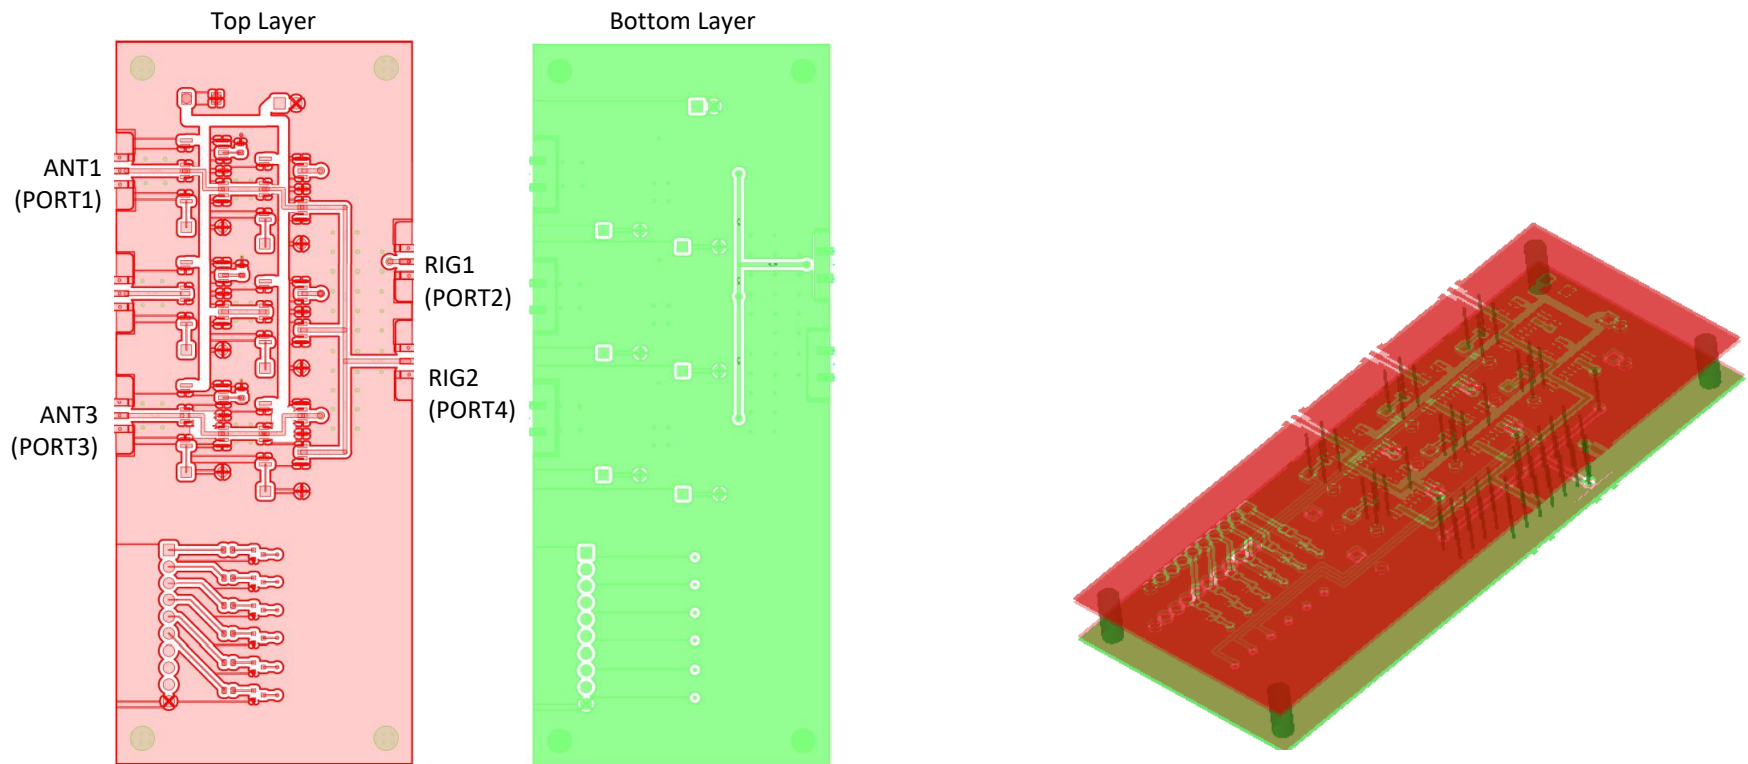 Top Layer
Bottom Layer
ANT1
(PORT1)
RIG1
(PORT2)
RIG2
(PORT4)
ANT3
(PORT3)